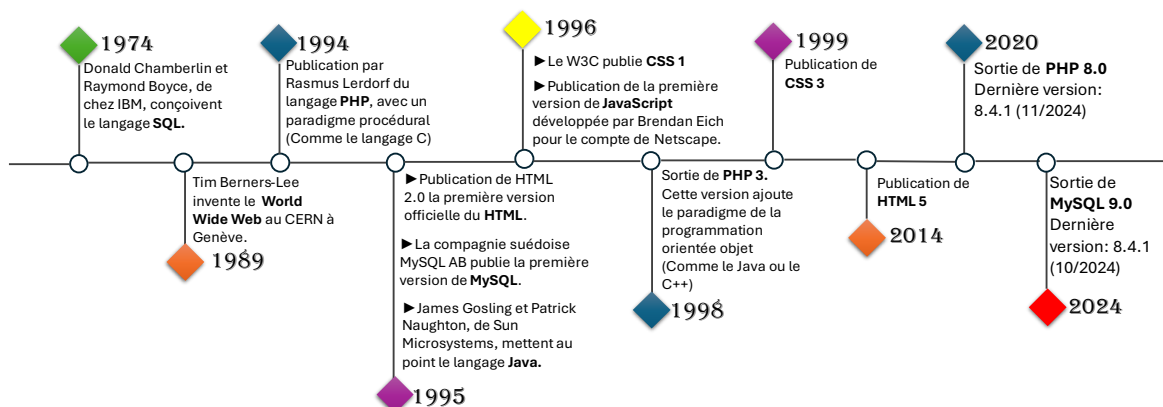 1974
Donald Chamberlin et
Raymond Boyce, de
chez IBM, conçoivent
le langage SQL.
1989
Tim Berners-Lee
invente le World
Wide Web au CERN à
Genève.
1994
Publication par
Rasmus Lerdorf du
langage PHP, avec un
paradigme procédural
(Comme le langage C)
►Publication de HTML
2.0 la première version
officielle du HTML.
►La compagnie suédoise
MySQL AB publie la première
version de MySQL.
►James Gosling et Patrick
Naughton, de Sun
Microsystems, mettent au
point le langage Java.
1995
1996
►Le W3C publie CSS 1
►Publication de la première
version de JavaScript
développée par Brendan Eich
pour le compte de Netscape.
Sortie de PHP 3.
Cette version ajoute
le paradigme de la
programmation
orientée objet
(Comme le Java ou le
C++)
1998
1999
Publication de
CSS 3
Publication de
HTML 5
2014
2020
Sortie de PHP 8.0
Dernière version:
8.4.1 (11/2024)
Sortie de
MySQL 9.0
Dernière
version: 8.4.1
(10/2024)
2024